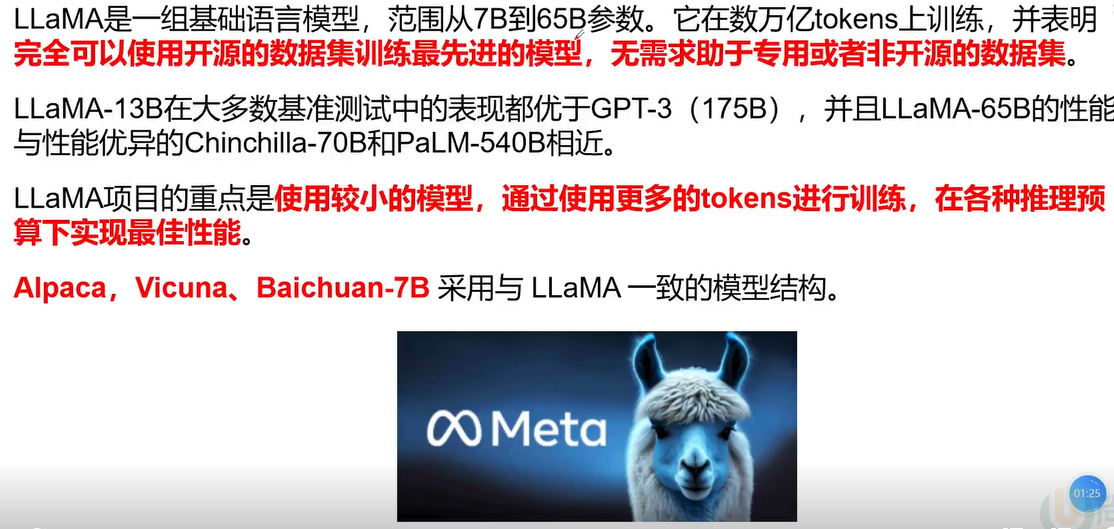 LLaMA是一组基础语言模型，范围从7B到65B参数。它在数万亿tokens上训练，并表明
完全可以使用开源的数据集训练最先进的模型，无需求助于专用或者非开源的数据集。
LLaMA-13B在大多数基准测试中的表现都优于GPT-3（175B），并且LLaMA-65B的性能
与性能优异的Chinchilla-70B和PaLM-540B相近。
LLaMA项目的重点是使用较小的模型，通过使用更多的tokens进行训练，在各种推理预
算下实现最佳性能。
Alpaca，Vicuna、Baichuan-7B 采用与 LLaMA 一致的模型结构。
Meta
01:25